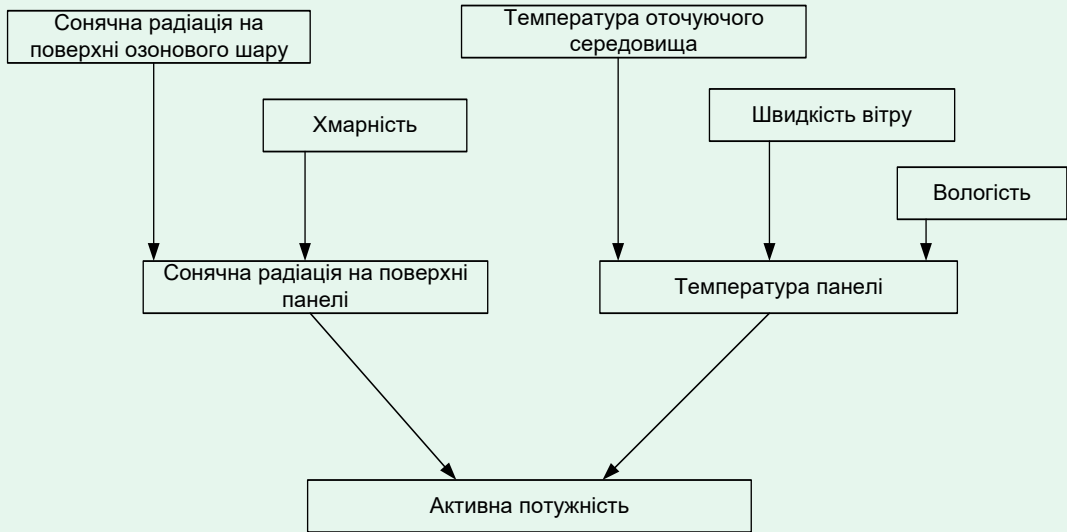 Сонячна радіація на
поверхні озонового шару
Температура оточуючого
середовища
Хмарність
Швидкість вітру
Вологість
Сонячна радіація на поверхні
панелі
Температура панелі
Активна потужність